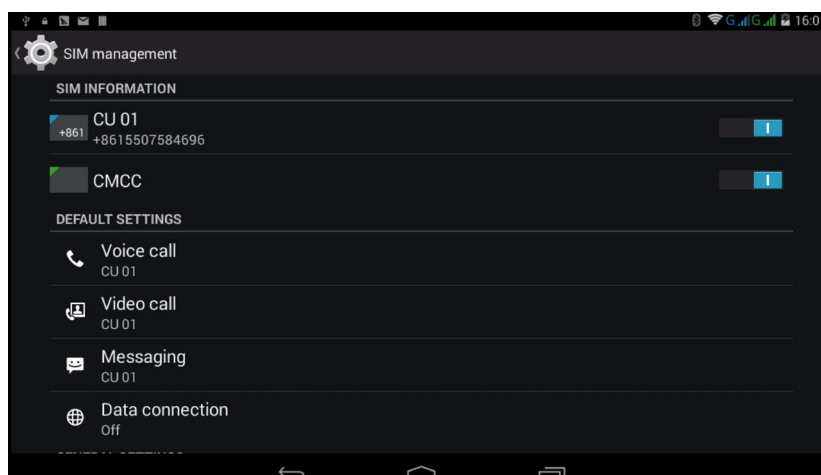 G G 16:0
SIM management
SIM INFORMATION
+861
CU 01
+8615507584696
CMCC
DEFAULT SETTINGS
Voice call
CU 01
Video call
CU 01
Messaging
CU 01
Data connection
Off